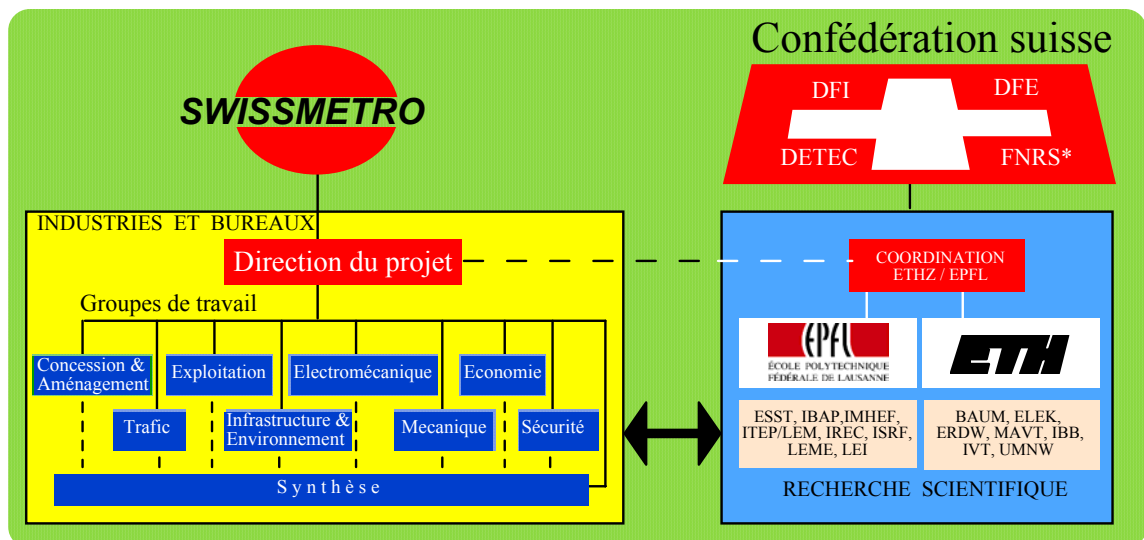 SWISSMETRO
Confédération suisse
DFI
DFE
DETEC
FNRS*
INDUSTRIES ET BUREAUX
Direction du projet
Groupes de travail
Concession &
Aménagement
Exploitation
Electromécanique
Economie
Trafic
Infrastructure &
Environnement
Mecanique
Sécurité
Synthèse
COORDINATION
ETHZ / EPFL
EPFL
ÉCOLE POLYTECHNIQUE
FÉDÉRALE DE LAUSANNE
ETH
ESST, IBAP,IMHEF,
ITEP/LEM, IREC, ISRF,
LEME, LEI
BAUM, ELEK,
ERDW, MAVT, IBB,
IVT, UMNW
RECHERCHE SCIENTIFIQUE